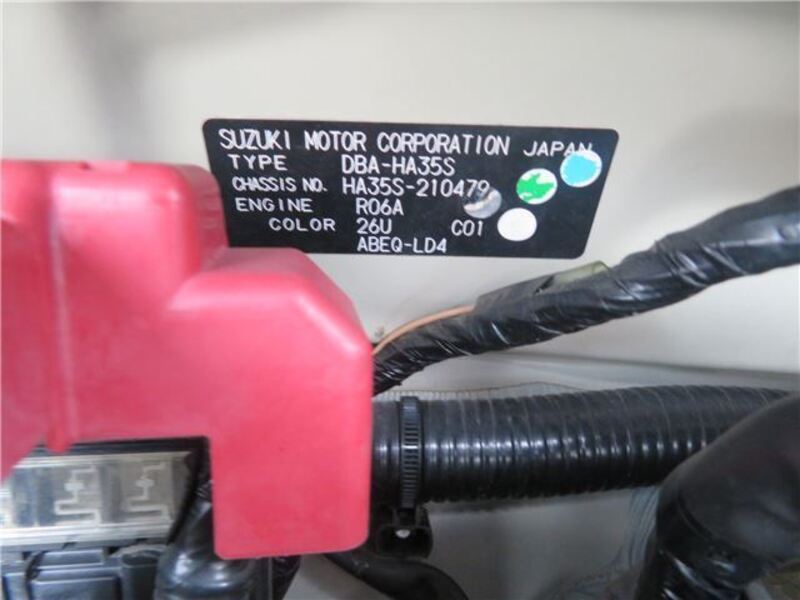 SUZUKI MOTOR CORPORATION JAPAN
TYPE DBA-HA35S
CHASSIS NO. HA35S-210479
ENGINE R06A
COLOR 26U C01
ABEQ-LD4